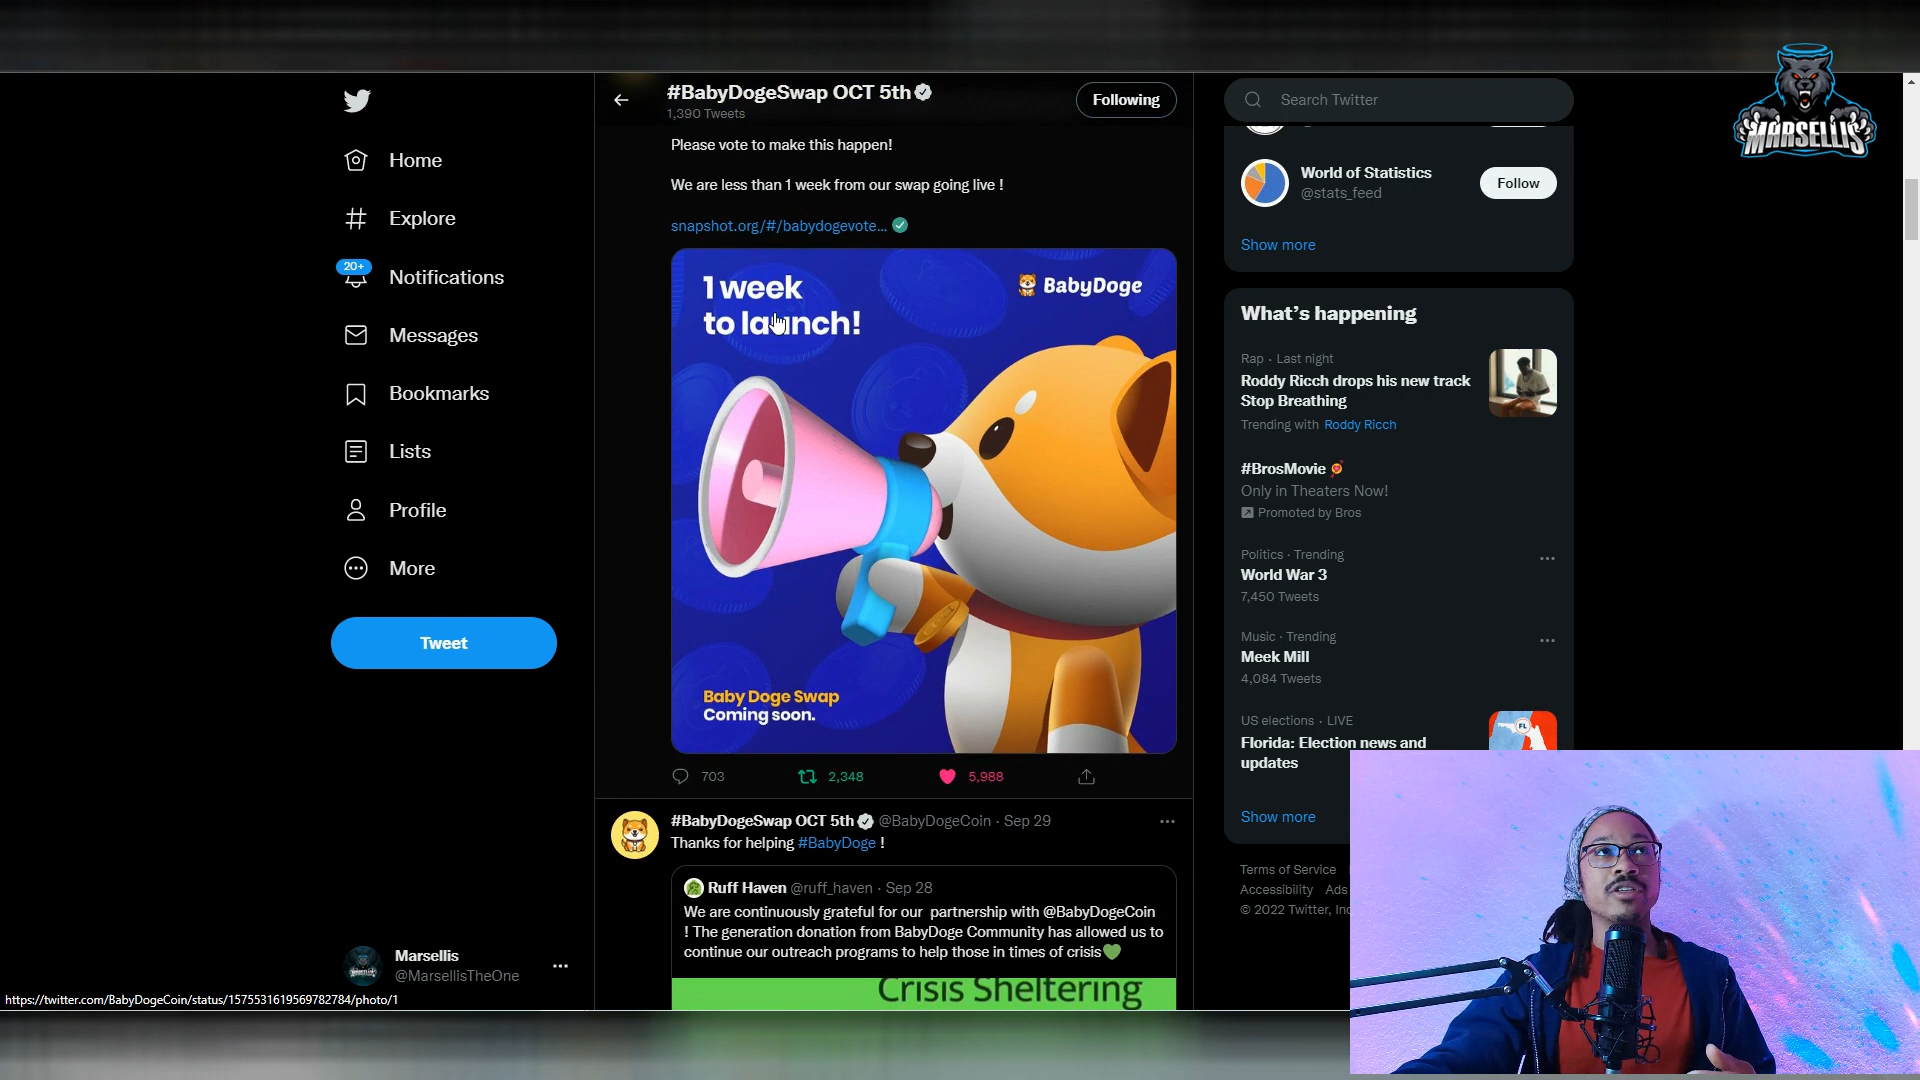 MARSELLIS
#BabyDogeSwap OCT 5th
1,390 Tweets
Following
Search Twitter
Home
Explore
20+
Notifications
Messages
Bookmarks
Lists
Profile
More
Tweet
Marsellis
@MarsellisTheOne
Please vote to make this happen!
We are less than 1 week from our swap going live !
snapshot.org/#/babydogevote...
1 week
to launch!
BabyDoge
Baby Doge Swap
Coming soon.
703
2,348
5,988
#BabyDogeSwap OCT 5th @BabyDogeCoin · Sep 29
Thanks for helping #BabyDoge !
Ruff Haven @ruff_haven · Sep 28
We are continuously grateful for our partnership with @BabyDogeCoin
! The generation donation from BabyDoge Community has allowed us to
continue our outreach programs to help those in times of crisis
Crisis Sheltering
World of Statistics
@stats_feed
Follow
Show more
What's happening
Rap · Last night
Roddy Ricch drops his new track
Stop Breathing
Trending with Roddy Ricch
#BrosMovie
Only in Theaters Now!
Promoted by Bros
Politics · Trending
World War 3
7,450 Tweets
Music · Trending
Meek Mill
4,084 Tweets
US elections · LIVE
Florida: Election news and
updates
FL
Show more
Terms of Service
Accessibility Ads
© 2022 Twitter, Inc
https://twitter.com/BabyDogeCoin/status/1575531619569782784/photo/1